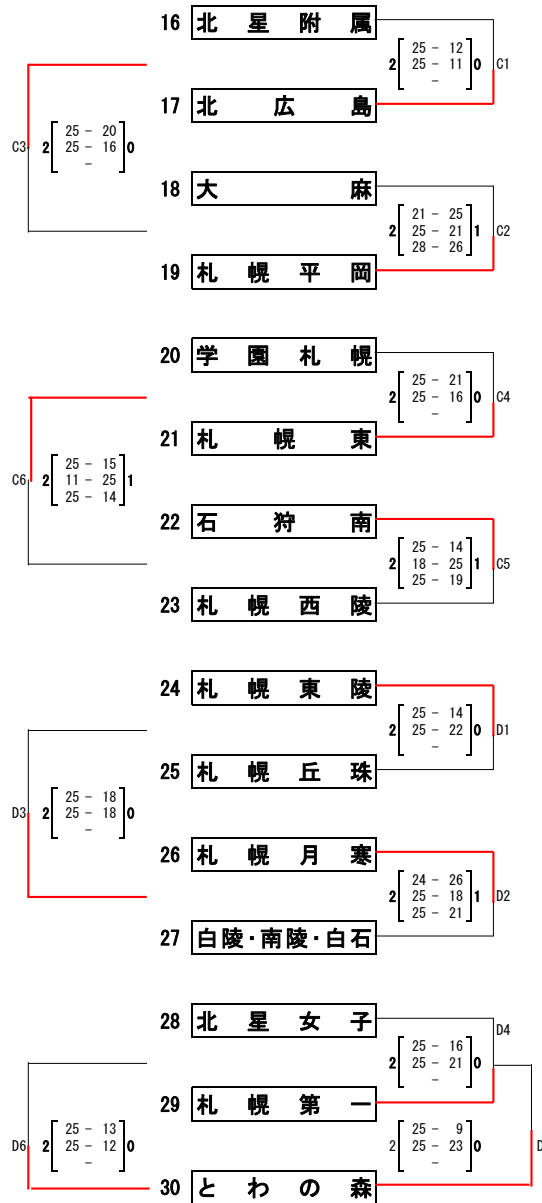 16 北星附属
25 - 12
2 25 - 11 0 C1
-
17 北広島
25 - 20
C3 2 25 - 16 0
-
18 大麻
21 - 25
2 25 - 21 1 C2
28 - 26
19 札幌平岡
20 学園札幌
25 - 21
2 25 - 16 0 C4
-
21 札幌東
25 - 15
C6 2 11 - 25 1
25 - 14
22 石狩南
25 - 14
2 18 - 25 1 C5
25 - 19
23 札幌西陵
24 札幌東陵
25 - 14
2 25 - 22 0 D1
-
25 札幌丘珠
25 - 18
D3 2 25 - 18 0
-
26 札幌月寒
24 - 26
2 25 - 18 1 D2
25 - 21
27 白陵・南陵・白石
28 北星女子
D4
25 - 16
2 25 - 21 0
-
29 札幌第一
25 - 13
D6 2 25 - 12 0
-
25 - 9
2 25 - 23 0 D
-
30 とわの森